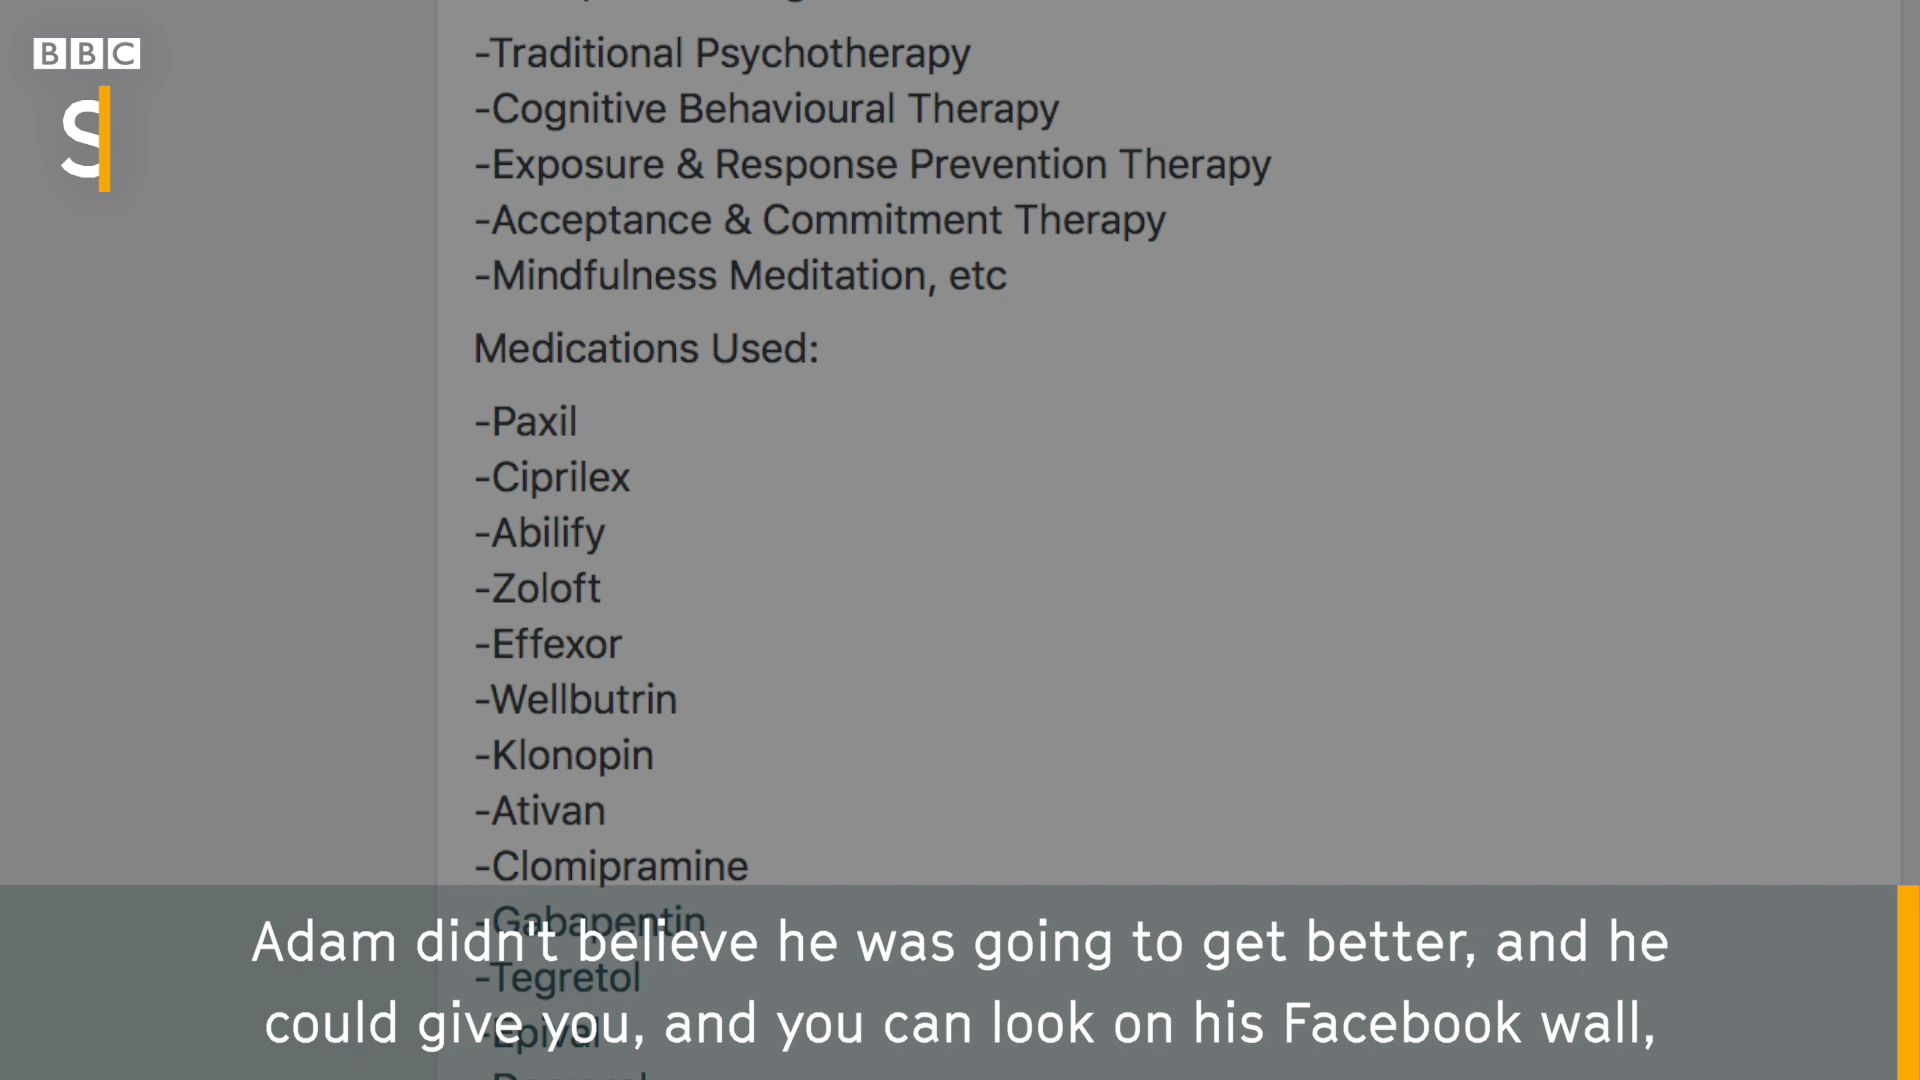 BBC
S
-Traditional Psychotherapy
-Cognitive Behavioural Therapy
-Exposure & Response Prevention Therapy
-Acceptance & Commitment Therapy
-Mindfulness Meditation, etc
Medications Used:
-Paxil
-Ciprilex
-Abilify
-Zoloft
-Effexor
-Wellbutrin
-Klonopin
-Ativan
-Clomipramine
-Gabapentin
-Tegretol
-Epival
Adam didn't believe he was going to get better, and he
could give you, and you can look on his Facebook wall,